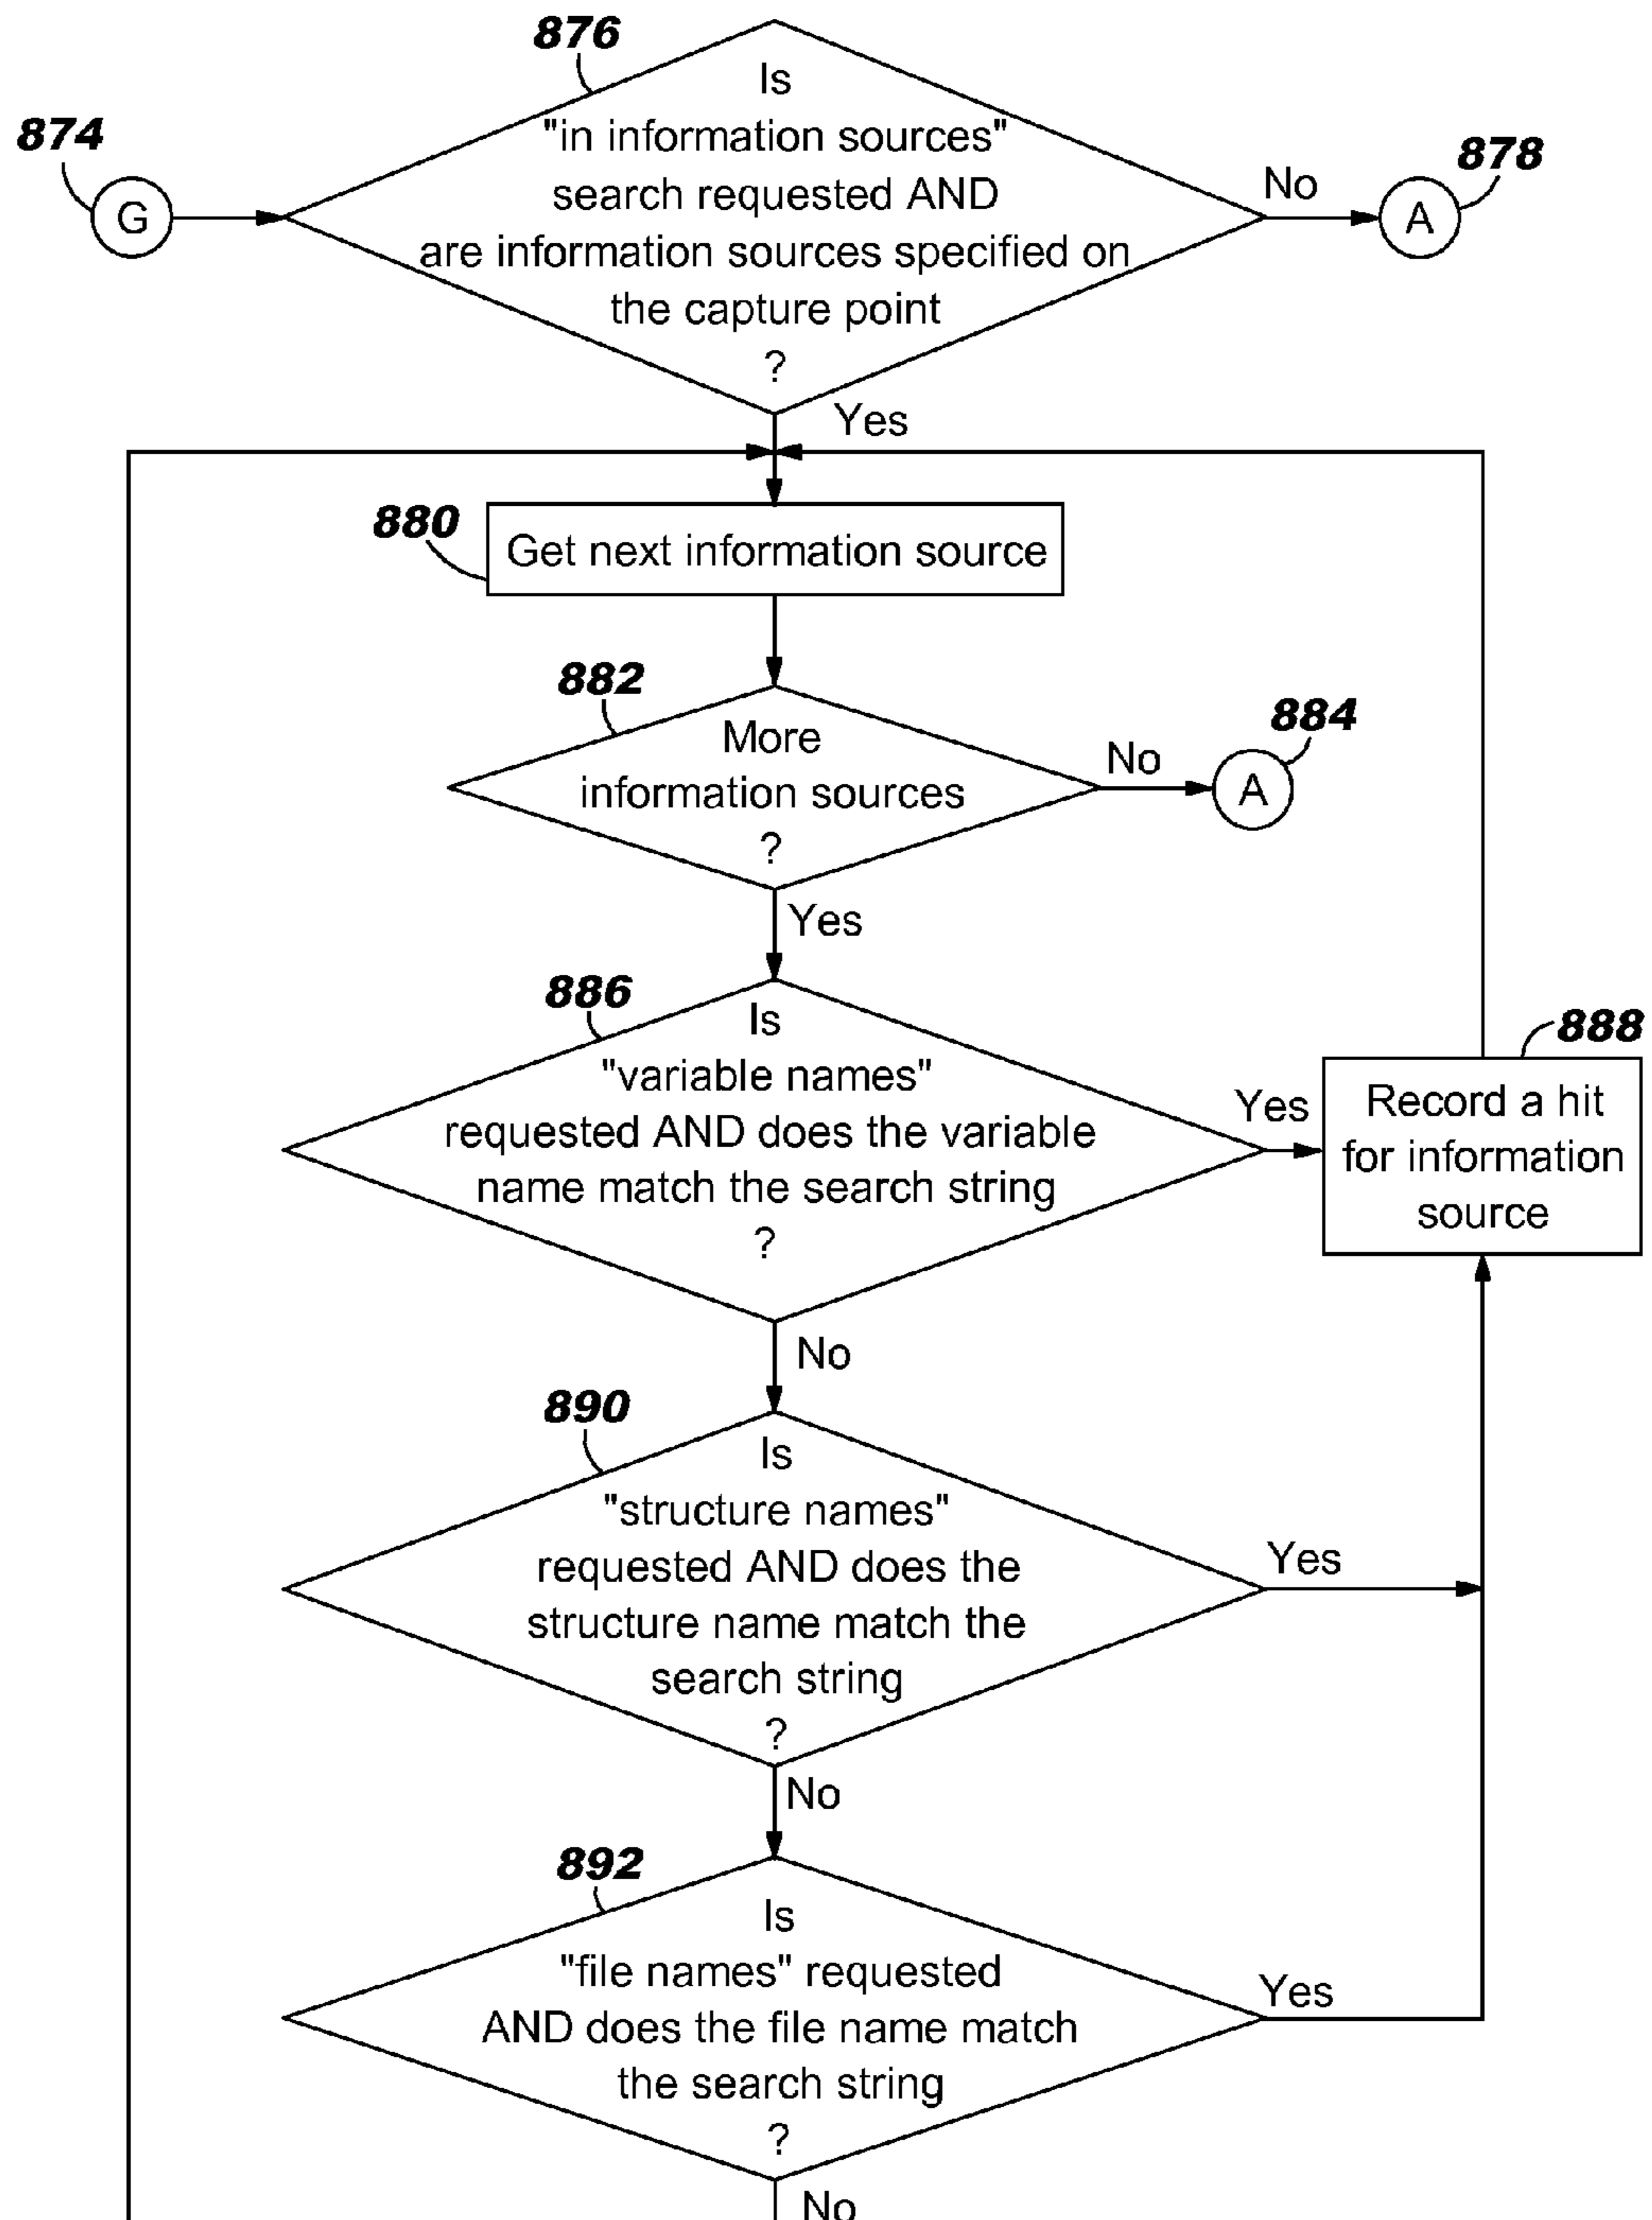 876
Is
"in information sources"
search requested AND
are information sources specified on
the capture point
?
874
G
No
878
A
Yes
880
Get next information source
882
More
information sources
?
No
884
A
Yes
886
Is
"variable names"
requested AND does the variable
name match the search string
?
Yes
888
Record a hit
for information
source
No
890
Is
"structure names"
requested AND does the
structure name match the
search string
?
Yes
No
892
Is
"file names" requested
AND does the file name match
the search string
?
Yes
No